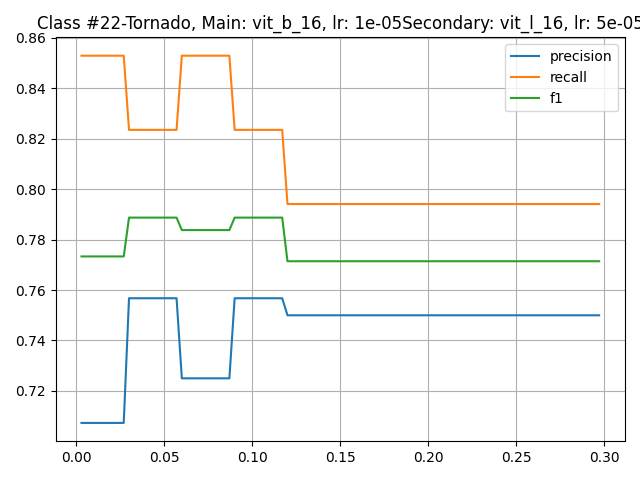 Class #22-Tornado, Main: vit_b_16, lr: 1e-05Secondary: vit_l_16, lr: 5e-05
precision
recall
f1
0.86
0.84
0.82
0.80
0.78
0.76
0.74
0.72
0.00 0.05 0.10 0.15 0.20 0.25 0.30